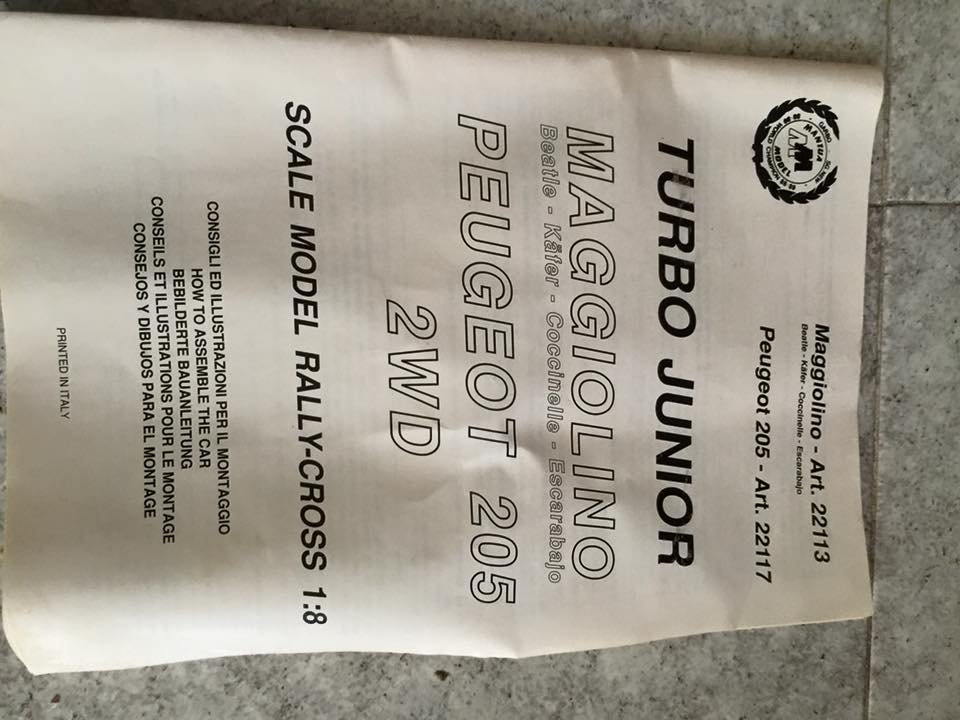 MANTUA
MODEL
Maggiolino - Art. 22113
Beatle - Käfer - Coccinelle - Escarabajo
Peugeot 205 - Art. 22117
TURBO JUNIOR
MAGGIOLINO
Beatle - Käfer - Coccinelle - Escarabajo
PEUGEOT 205
2WD
SCALE MODEL RALLY-CROSS 1:8
CONSIGLI ED ILLUSTRAZIONI PER IL MONTAGGIO
HOW TO ASSEMBLE THE CAR
BEBILDERTE BAUANLEITUNG
CONSEILS ET ILLUSTRATIONS POUR LE MONTAGE
CONSEJOS Y DIBUJOS PARA EL MONTAGE
PRINTED IN ITALY